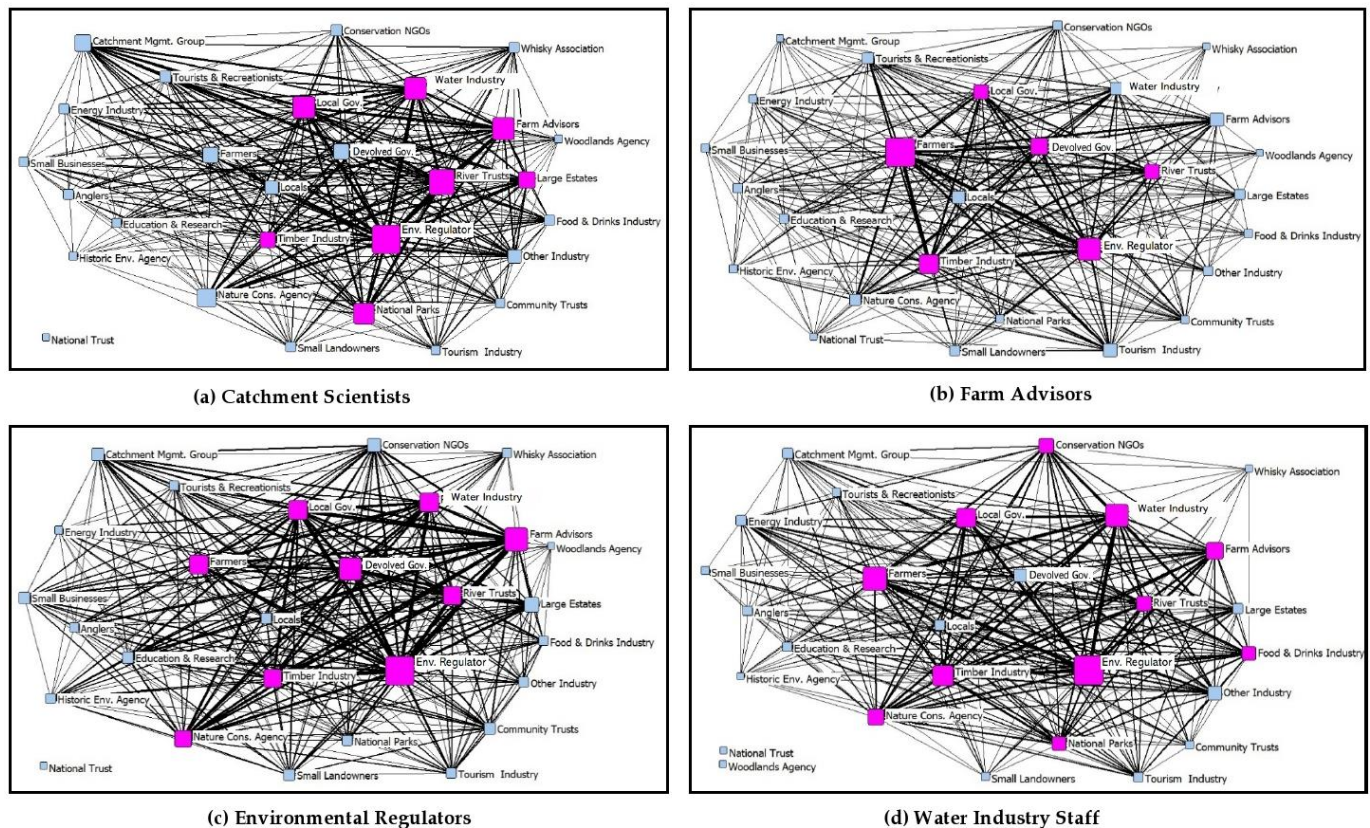 Conservation NGOs
Catchment Mgmt. Group
Whisky Association
Tourists & Recreationists
Water Industry
Local Gov.
Energy Industry
Farm Advisors
Woodlands Agency
Devolved Gov.
Farmers
Small Businesses
River Trusts
Large Estates
Locals
Anglers
Food & Drinks Industry
Education & Research
Env. Regulator
Timber Industry
Historic Env. Agency
Other Industry
Nature Cons. Agency
Community Trusts
National Parks
National Trust
Small Landowners
Tourism Industry
(a) Catchment Scientists
Conservation NGOs
Catchment Mgmt. Group
Whisky Association
Tourists & Recreationists
Water Industry
Local Gov.
Energy Industry
Farm Advisors
Farmers
Devolved Gov.
Small Businesses
Woodlands Agency
River Trusts
Anglers
Locals
Large Estates
Education & Research
Food & Drinks Industry
Env. Regulator
Timber Industry
Historic Env. Agency
Other Industry
Nature Cons. Agency
National Parks
Community Trusts
National Trust
Small Landowners
Tourism Industry
(b) Farm Advisors
Conservation NGOs
Catchment Mgmt. Group
Whisky Association
Tourists & Recreationists
Water Industry
Local Gov.
Energy Industry
Farm Advisors
Woodlands Agency
Farmers
Devolved Gov.
Small Businesses
River Trusts
Large Estates
Locals
Anglers
Food & Drinks Industry
Education & Research
Env. Regulator
Timber Industry
Other Industry
Historic Env. Agency
Community Trusts
Nature Cons. Agency
National Parks
National Trust
Small Landowners
Tourism Industry
(c) Environmental Regulators
Conservation NGOs
Catchment Mgmt. Group
Whisky Association
Tourists & Recreationists
Water Industry
Local Gov.
Energy Industry
Farm Advisors
Small Businesses
Farmers
Devolved Gov.
River Trusts
Large Estates
Anglers
Locals
Education & Research
Food & Drinks Industry
Env. Regulator
Timber Industry
Historic Env. Agency
Other Industry
Nature Cons. Agency
National Parks
Community Trusts
National Trust
Woodlands Agency
Small Landowners
Tourism Industry
(d) Water Industry Staff